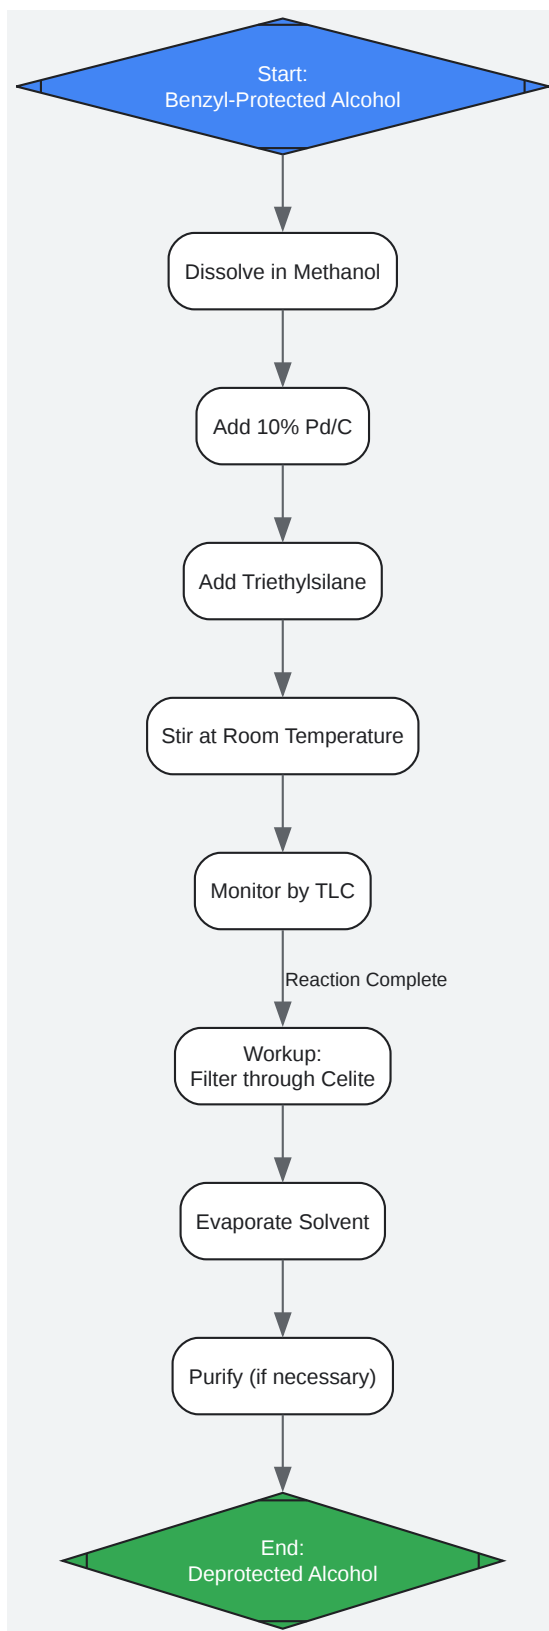 Start:
Benzyl-Protected Alcohol
Dissolve in Methanol
Add 10% Pd/C
Add Triethylsilane
Stir at Room Temperature
Monitor by TLC
Reaction Complete
Workup:
Filter through Celite
Evaporate Solvent
Purify (if necessary)
End:
Deprotected Alcohol